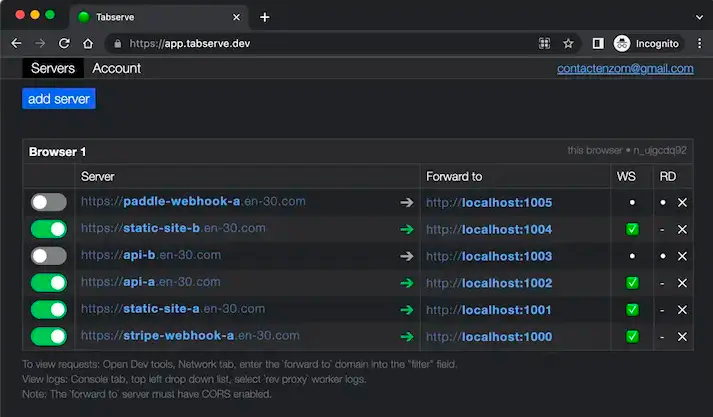 Tabserve
https://app.tabserve.dev
Incognito
Servers Account contactenzom@gmail.com
add server
Browser 1 this browser • n_ujgcdq92
Server Forward to WS RD
https://paddle-webhook-a.en-30.com http://localhost:1005
https://static-site-b.en-30.com http://localhost:1004
https://api-b.en-30.com http://localhost:1003
https://api-a.en-30.com http://localhost:1002
https://static-site-a.en-30.com http://localhost:1001
https://stripe-webhook-a.en-30.com http://localhost:1000
To view requests: Open Dev tools, Network tab, enter the `forward to` domain into the "filter" field.
View logs: Console tab, top left drop down list, select `rev proxy` worker logs.
Note: The `forward to` server must have CORS enabled.